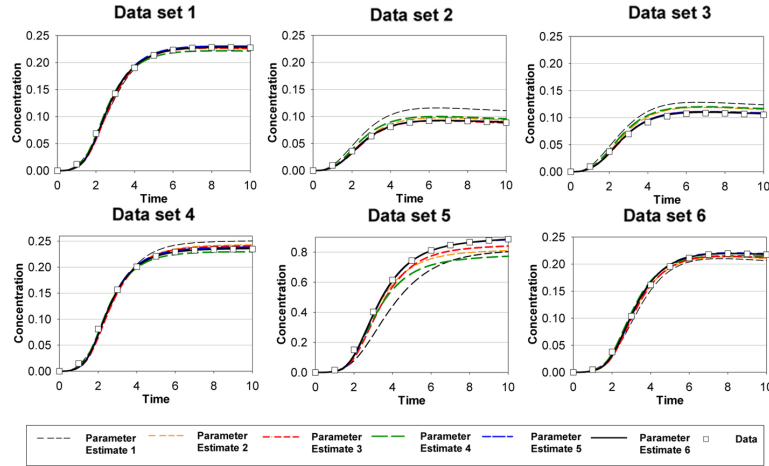 Data set 1
Data set 2
Data set 3
Concentration
0.25
0.20
0.15
0.10
0.05
0.00
0 2 4 6 8 10
Time
Concentration
0.25
0.20
0.15
0.10
0.05
0.00
0 2 4 6 8 10
Time
Concentration
0.25
0.20
0.15
0.10
0.05
0.00
0 2 4 6 8 10
Time
Data set 4
Data set 5
Data set 6
Concentration
0.25
0.20
0.15
0.10
0.05
0.00
0 2 4 6 8 10
Time
Concentration
0.8
0.6
0.4
0.2
0.0
0 2 4 6 8 10
Time
Concentration
0.25
0.20
0.15
0.10
0.05
0.00
0 2 4 6 8 10
Time
Parameter
Estimate 1
Parameter
Estimate 2
Parameter
Estimate 3
Parameter
Estimate 4
Parameter
Estimate 5
Parameter
Estimate 6
Data